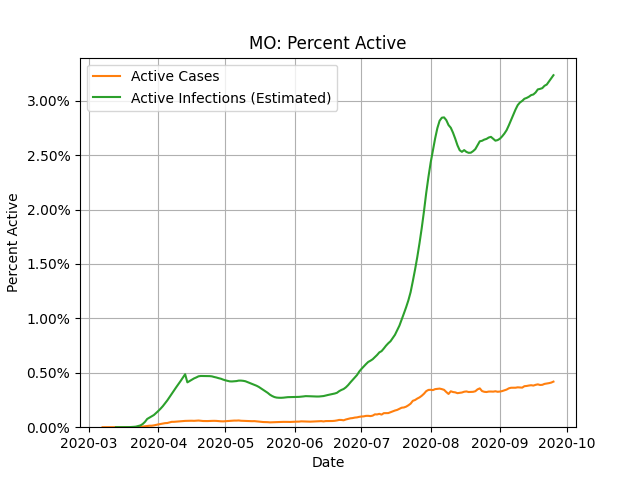 MO: Percent Active
Active Cases
Active Infections (Estimated)
Percent Active
3.00%
2.50%
2.00%
1.50%
1.00%
0.50%
0.00%
2020-03 2020-04 2020-05 2020-06 2020-07 2020-08 2020-09 2020-10
Date